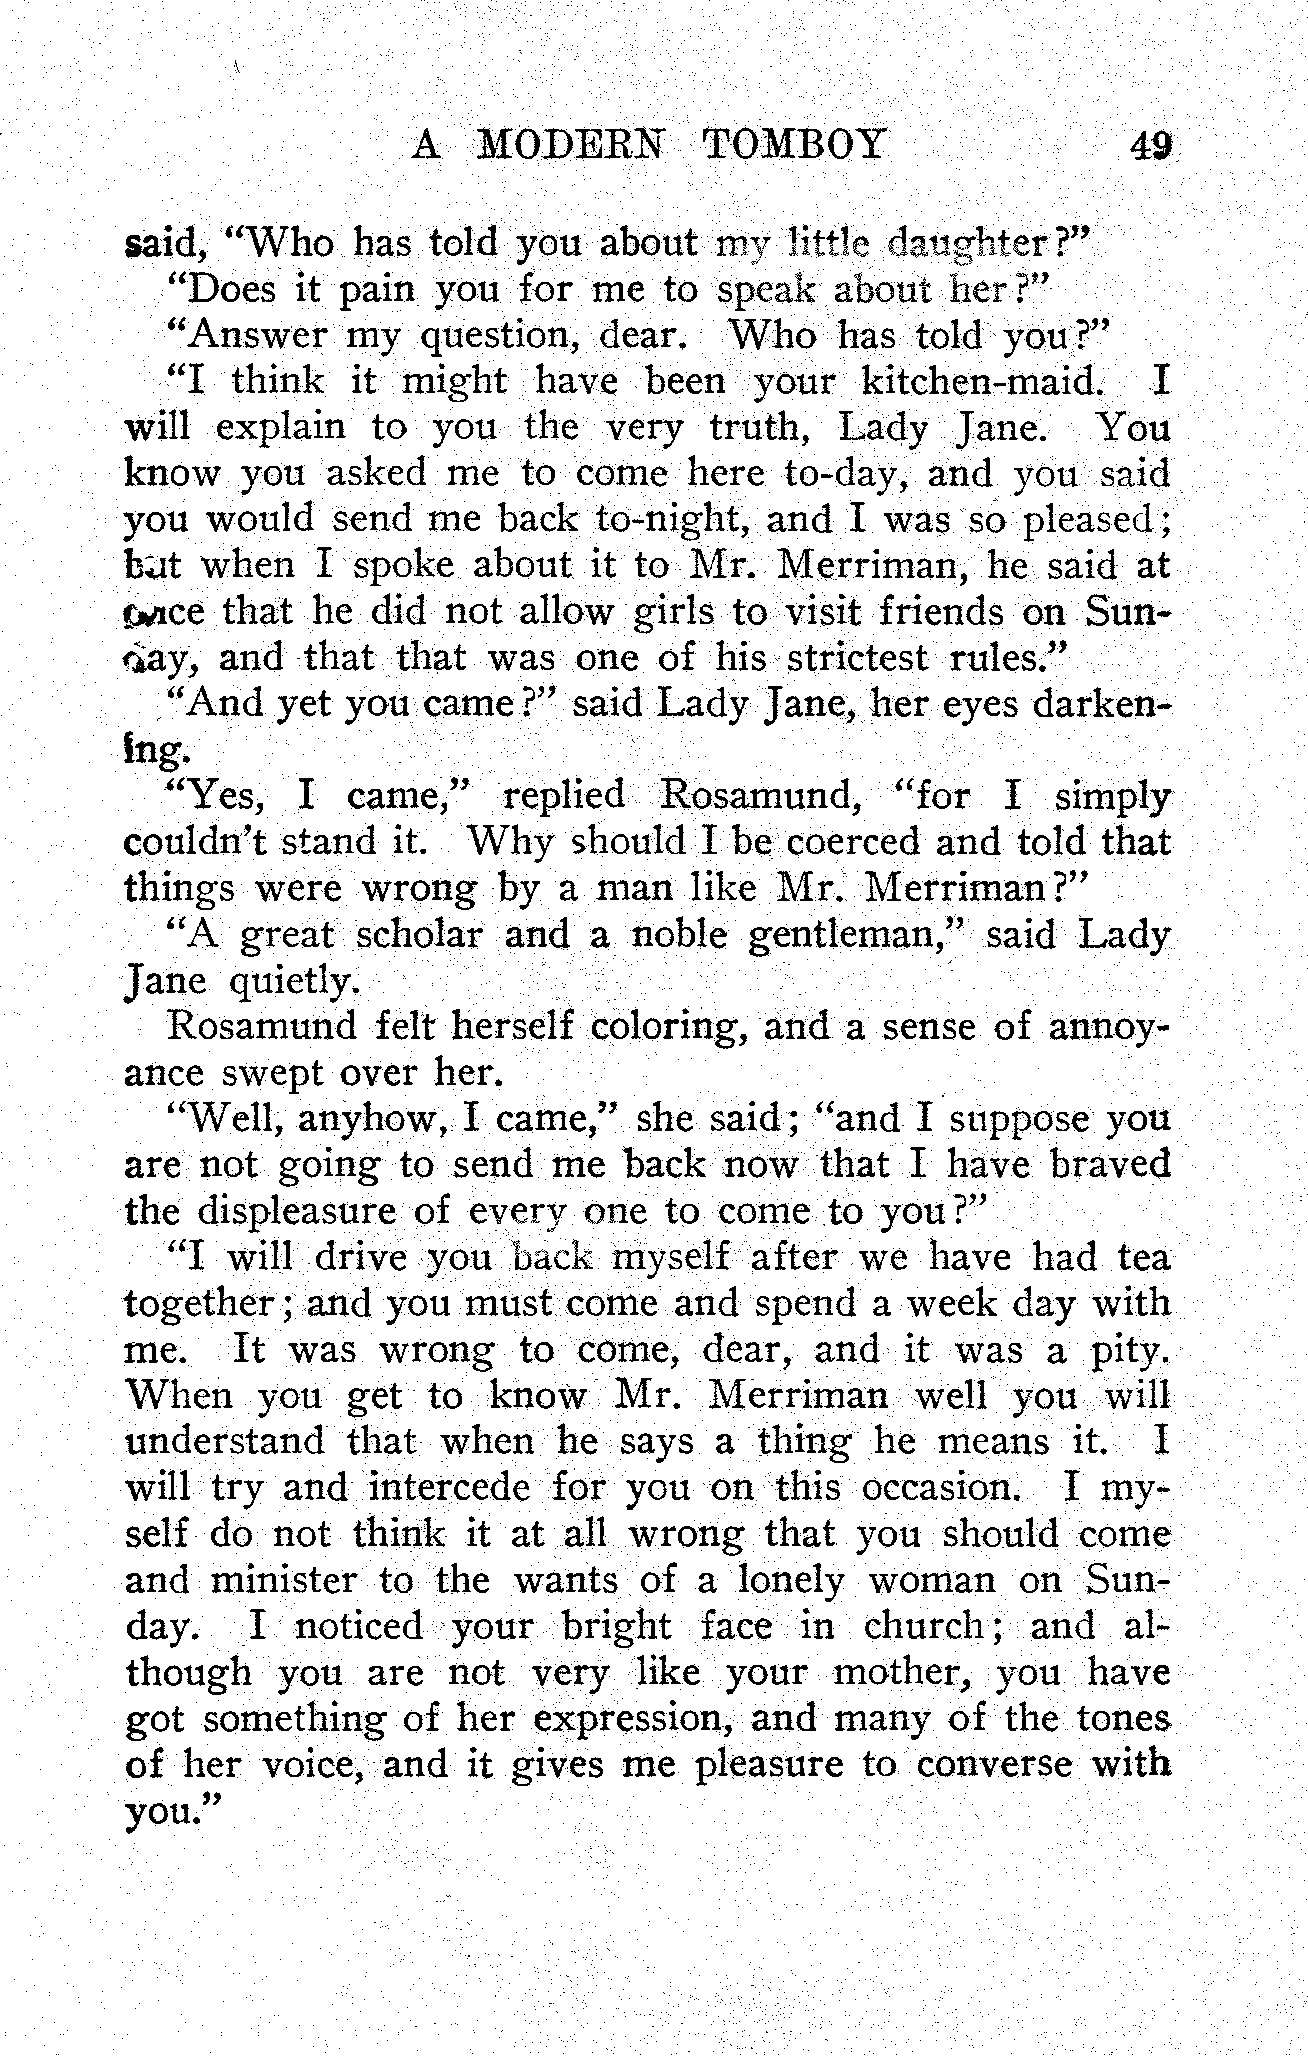 A MODERN TOMBOY 49
said, “Who has told you about my little daughter?”
“Does it pain you for me to speak about her?”
“Answer my question, dear. Who has told you?”
“I think it might have been your kitchen-maid. I
will explain to you the very truth, Lady Jane. You
know you asked me to come here to-day, and you said
you would send me back to-night, and I was so pleased;
but when I spoke about it to Mr. Merriman, he said at
once that he did not allow girls to visit friends on Sun-
day, and that that was one of his strictest rules.”
“And yet you came?” said Lady Jane, her eyes darken-
ing.
“Yes, I came,” replied Rosamund, “for I simply
couldn’t stand it. Why should I be coerced and told that
things were wrong by a man like Mr. Merriman?”
“A great scholar and a noble gentleman,” said Lady
Jane quietly.
Rosamund felt herself coloring, and a sense of annoy-
ance swept over her.
“Well, anyhow, I came,” she said; “and I suppose you
are not going to send me back now that I have braved
the displeasure of every one to come to you?”
“I will drive you back myself after we have had tea
together; and you must come and spend a week day with
me. It was wrong to come, dear, and it was a pity.
When you get to know Mr. Merriman well you will
understand that when he says a thing he means it. I
will try and intercede for you on this occasion. I my-
self do not think it at all wrong that you should come
and minister to the wants of a lonely woman on Sun-
day. I noticed your bright face in church; and al-
though you are not very like your mother, you have
got something of her expression, and many of the tones
of her voice, and it gives me pleasure to converse with
you.”